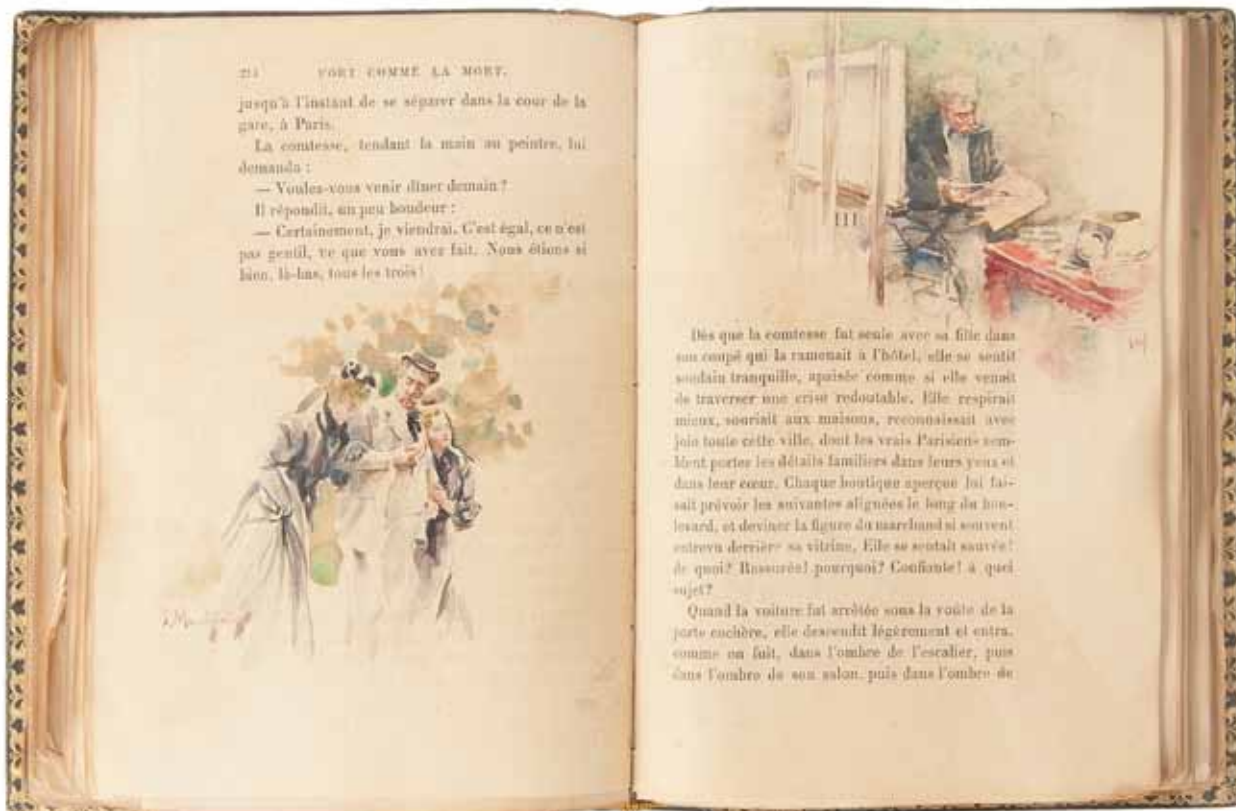 FORT COMME LA MORT.
jusqu'à l'instant de se séparer dans la cour de la
gare, à Paris.
La comtesse, tendant la main au peintre, lui
demanda :
— Voulez-vous venir dîner demain ?
Il répondit, un peu boudeur :
— Certainement, je viendrai. C'est égal, ce n'est
pas gentil, ce que vous avez fait. Nous étions si
bien, là-bas, tous les trois !
III
Dès que la comtesse fut seule avec sa fille dans
son coupé qui la ramenait à l'hôtel, elle se sentit
soudain tranquille, apaisée comme si elle venait
de traverser une crise redoutable. Elle respirait
mieux, souriait aux maisons, reconnaissait avec
joie toute cette ville, dont les vrais Parisiens sem-
blent porter les détails familiers dans leurs yeux et
dans leur cœur. Chaque boutique aperçue lui fai-
sait prévoir les suivantes alignées le long du bou-
levard, et deviner la figure du marchand si souvent
entrevu derrière sa vitrine. Elle se sentait sauvée !
de quoi ? Rassurée ! pourquoi ? Confiante ! à quel
sujet ?
Quand la voiture fut arrêtée sous la voûte de la
porte cochère, elle descendit légèrement et entra,
comme on fuit, dans l'ombre de l'escalier, puis
dans l'ombre de son salon, puis dans l'ombre de